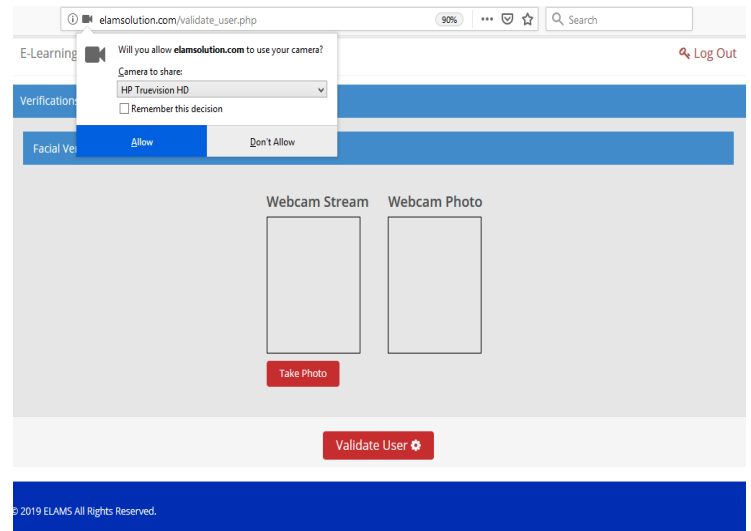 elamsolution.com/validate_user.php
90%
Search
E-Learning
Will you allow elamsolution.com to use your camera?
Log Out
Camera to share:
HP Truevision HD
Remember this decision
Verification
Allow
Don't Allow
Facial Ve
Webcam Stream
Webcam Photo
Take Photo
Validate User
© 2019 ELAMS All Rights Reserved.